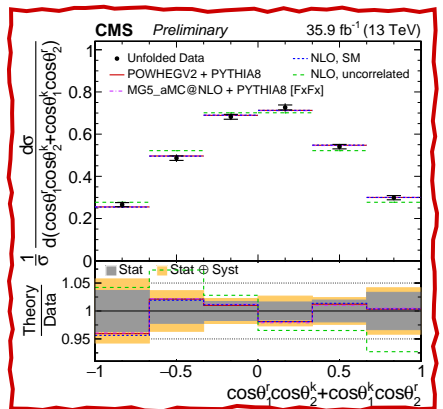 CMS Preliminary 35.9 fb⁻¹ (13 TeV)
Unfolded Data
NLO, SM
POWHEGV2 + PYTHIA8
NLO, uncorrelated
MG5_aMC@NLO + PYTHIA8 [FxFx]
1/σ dσ/d(cosθ₁ʳcosθ₂ᵏ+cosθ₁ᵏcosθ₂ʳ)
1
0.8
0.6
0.4
0.2
0
Stat Stat ⊕ Syst
Theory
Data
1.05
1
0.95
−1 −0.5 0 0.5 1
cosθ₁ʳcosθ₂ᵏ+cosθ₁ᵏcosθ₂ʳ